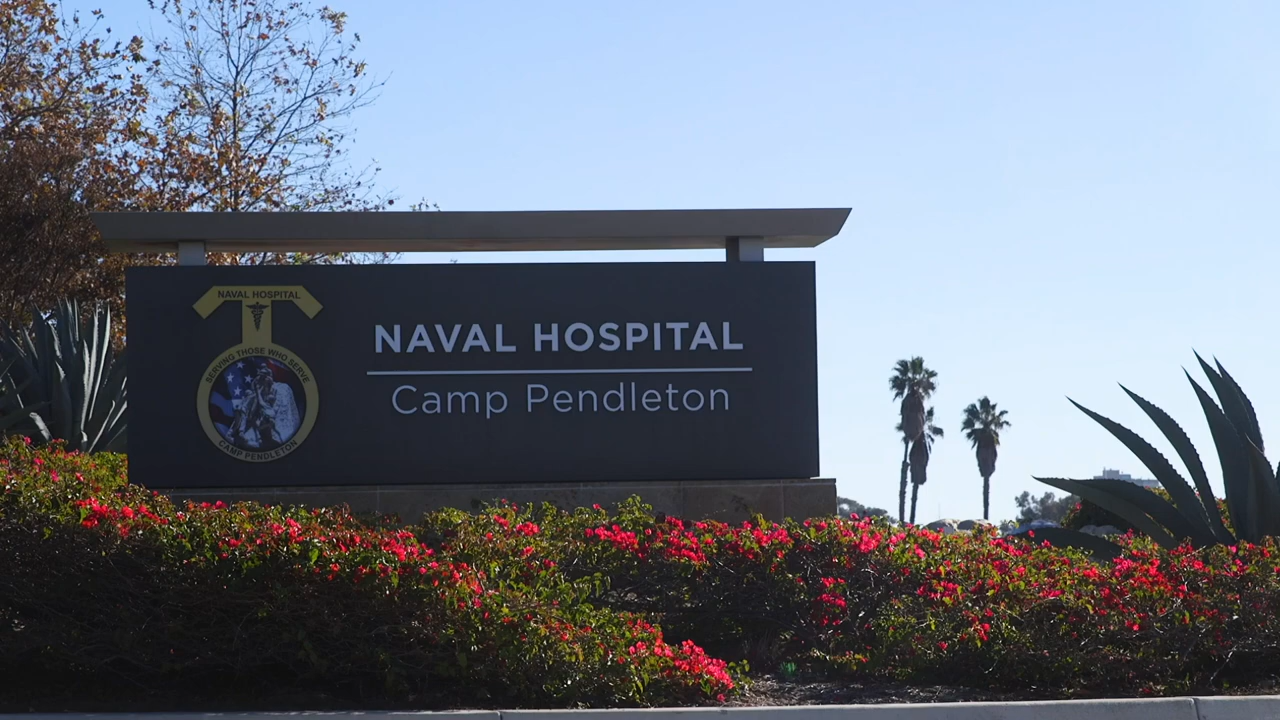 NAVAL HOSPITAL
SERVING THOSE WHO SERVE
CAMP PENDLETON
NAVAL HOSPITAL
Camp Pendleton